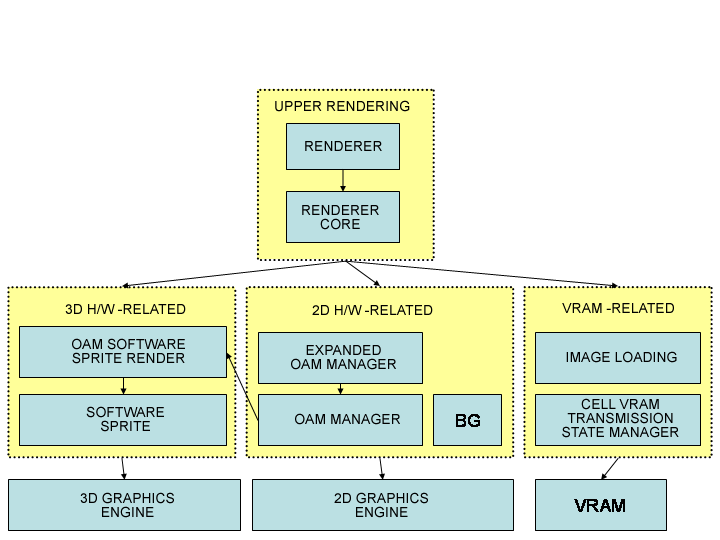 UPPER RENDERING
RENDERER
RENDERER
CORE
3D H/W -RELATED
OAM SOFTWARE
SPRITE RENDER
SOFTWARE
SPRITE
2D H/W -RELATED
EXPANDED
OAM MANAGER
OAM MANAGER
BG
VRAM -RELATED
IMAGE LOADING
CELL VRAM
TRANSMISSION
STATE MANAGER
3D GRAPHICS
ENGINE
2D GRAPHICS
ENGINE
VRAM